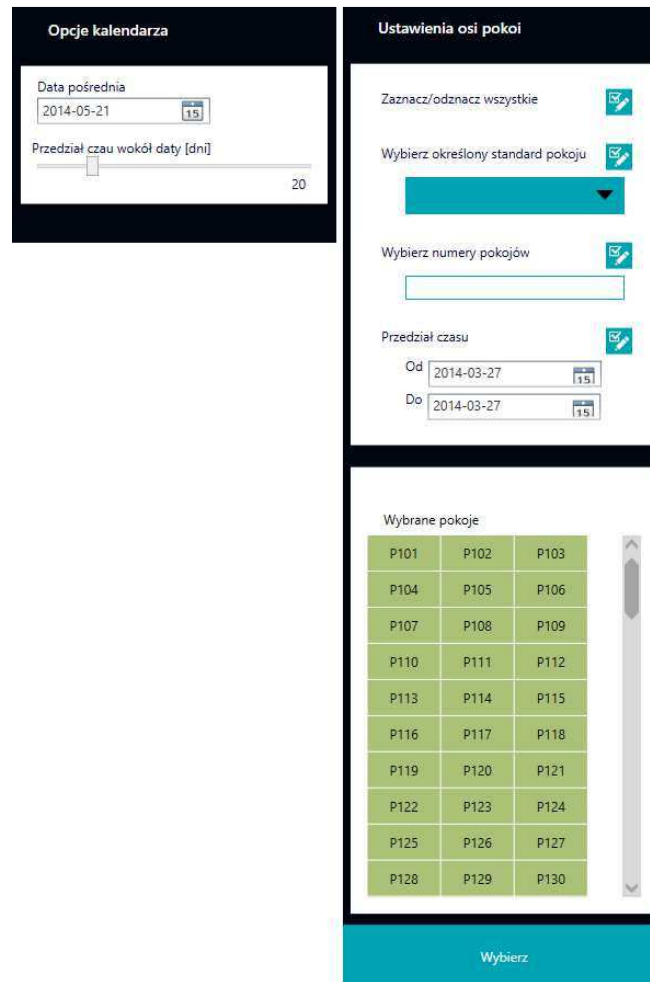 Opcje kalendarza
Data pośrednia
2014-05-21
15
Przedział czau wokół daty [dni]
20
Ustawienia osi pokoi
Zaznacz/odznacz wszystkie
Wybierz określony standard pokoju
Wybierz numery pokojów
Przedział czasu
Od 2014-03-27 15
Do 2014-03-27 15
Wybrane pokoje
P101 P102 P103
P104 P105 P106
P107 P108 P109
P110 P111 P112
P113 P114 P115
P116 P117 P118
P119 P120 P121
P122 P123 P124
P125 P126 P127
P128 P129 P130
Wybierz